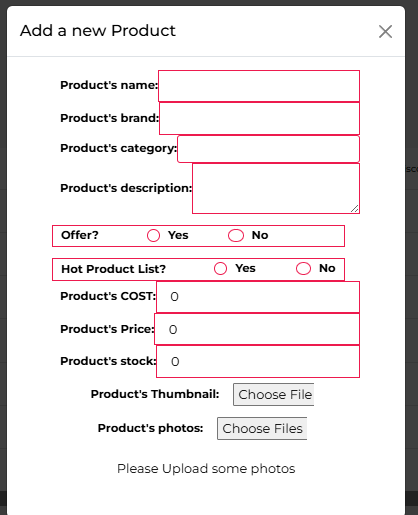 Add a new Product
Product's name:
Product's brand:
Product's category:
Product's description:
Offer? Yes No
Hot Product List? Yes No
Product's COST: 0
Product's Price: 0
Product's stock: 0
Product's Thumbnail: Choose File
Product's photos: Choose Files
Please Upload some photos